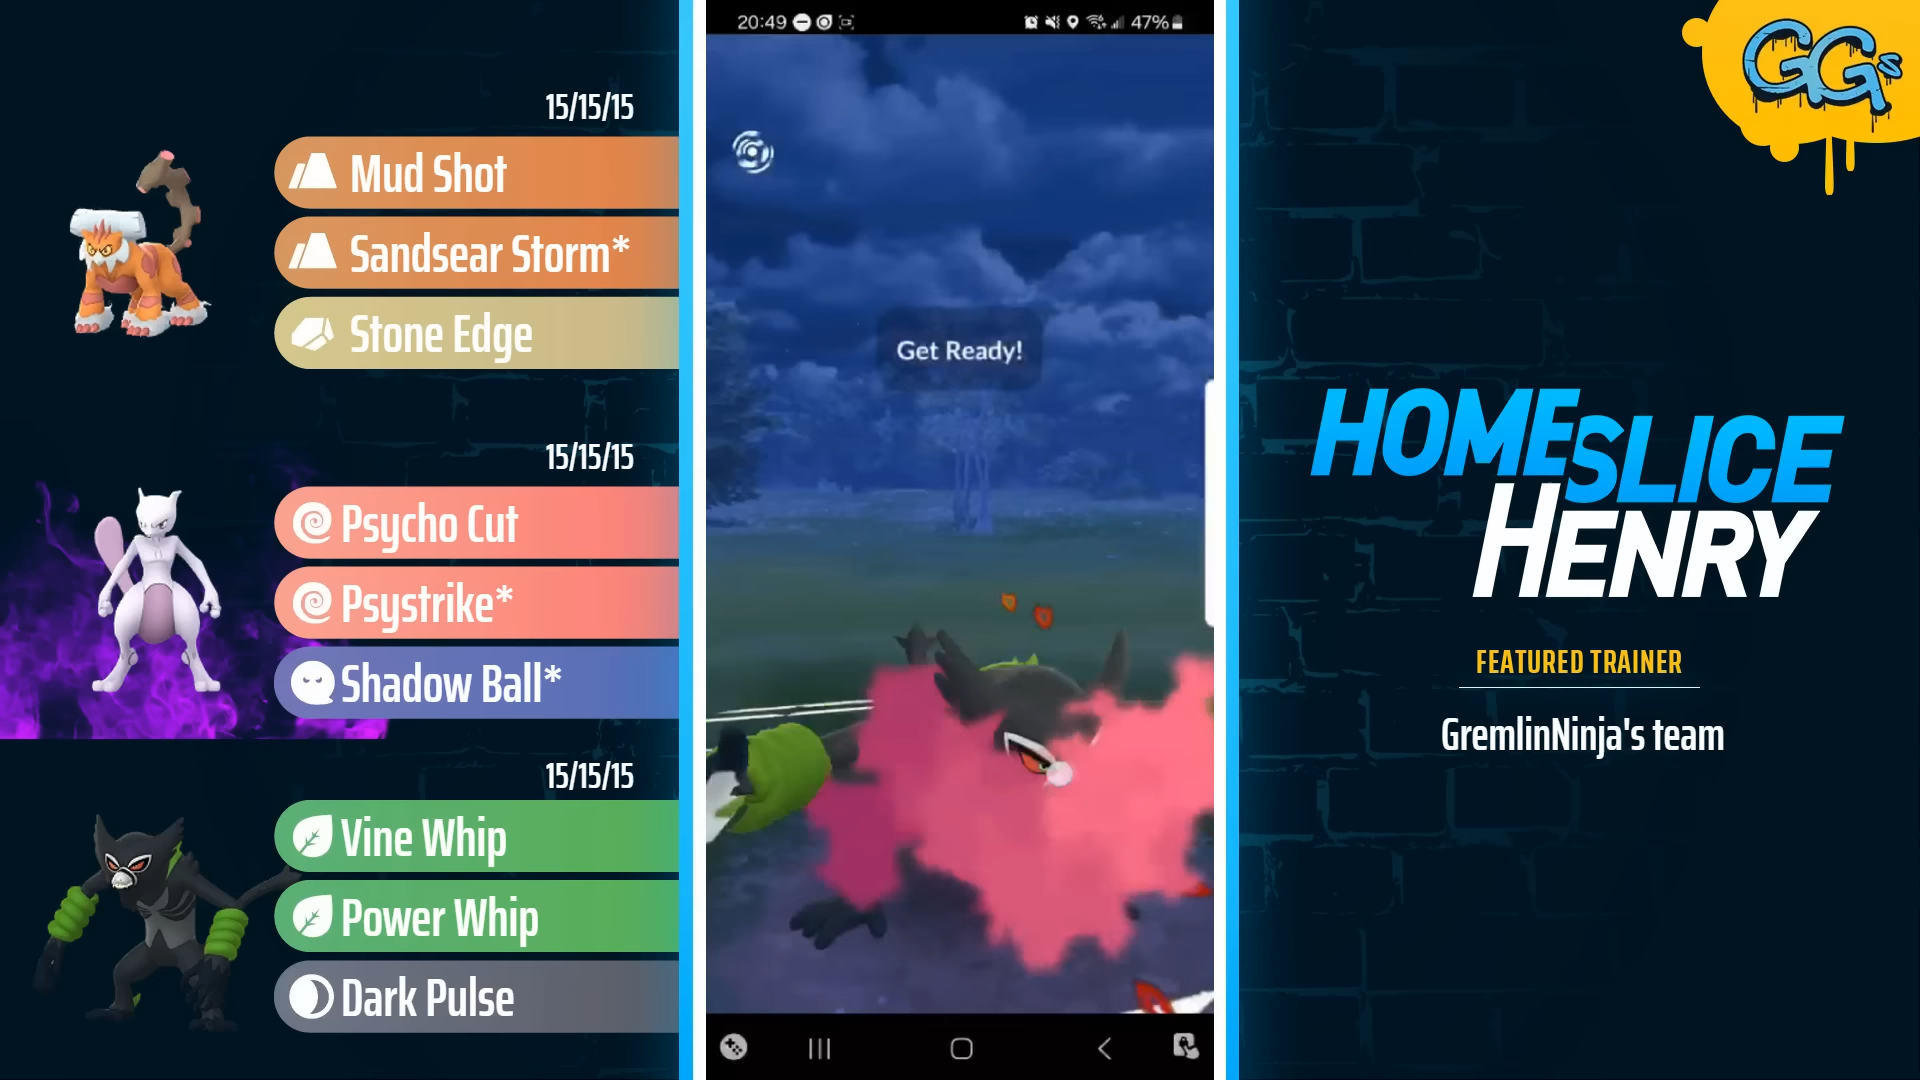 15/15/15
Mud Shot
Sandsear Storm*
Stone Edge
15/15/15
Psycho Cut
Psystrike*
Shadow Ball*
15/15/15
Vine Whip
Power Whip
Dark Pulse
20:49
47%
Get Ready!
GGs
HOMESLICE
HENRY
FEATURED TRAINER
GremlinNinja's team